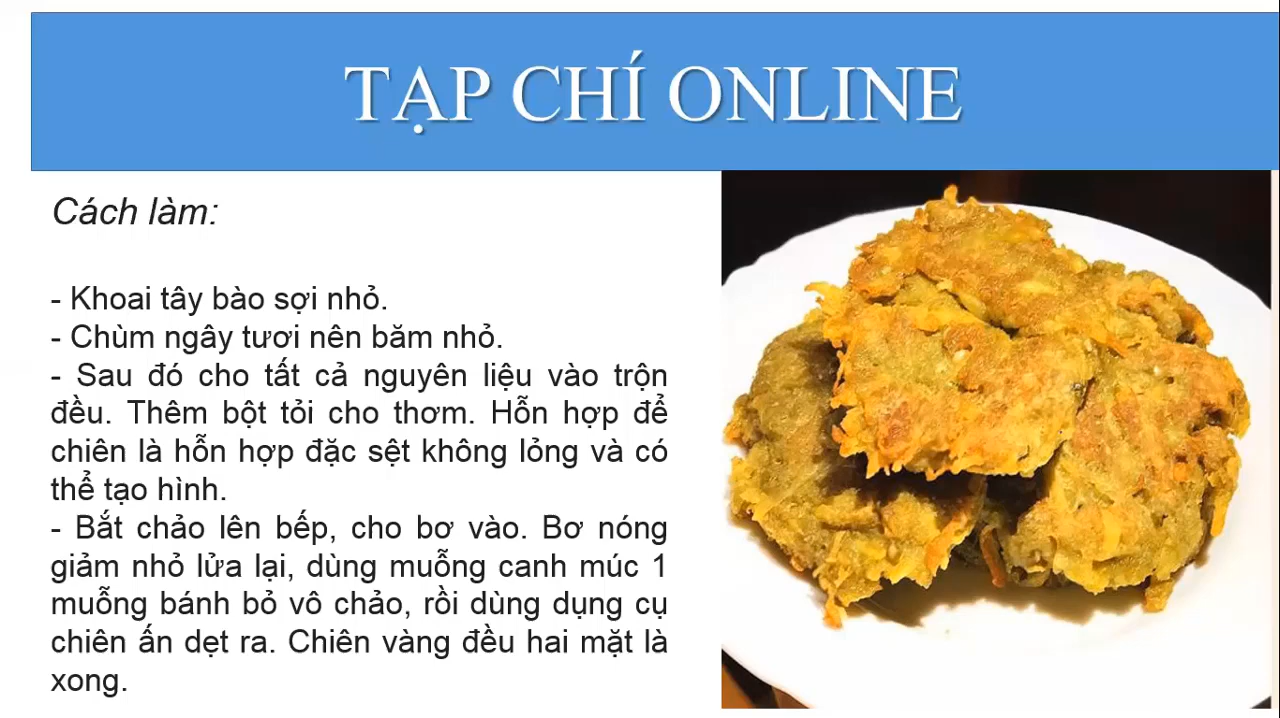 TẠP CHÍ ONLINE
Cách làm:
- Khoai tây bào sợi nhỏ.
- Chùm ngây tươi nên băm nhỏ.
- Sau đó cho tất cả nguyên liệu vào trộn
đều. Thêm bột tỏi cho thơm. Hỗn hợp để
chiên là hỗn hợp đặc sệt không lỏng và có
thể tạo hình.
- Bắt chảo lên bếp, cho bơ vào. Bơ nóng
giảm nhỏ lửa lại, dùng muỗng canh múc 1
muỗng bánh bỏ vô chảo, rồi dùng dụng cụ
chiên ấn dẹt ra. Chiên vàng đều hai mặt là
xong.